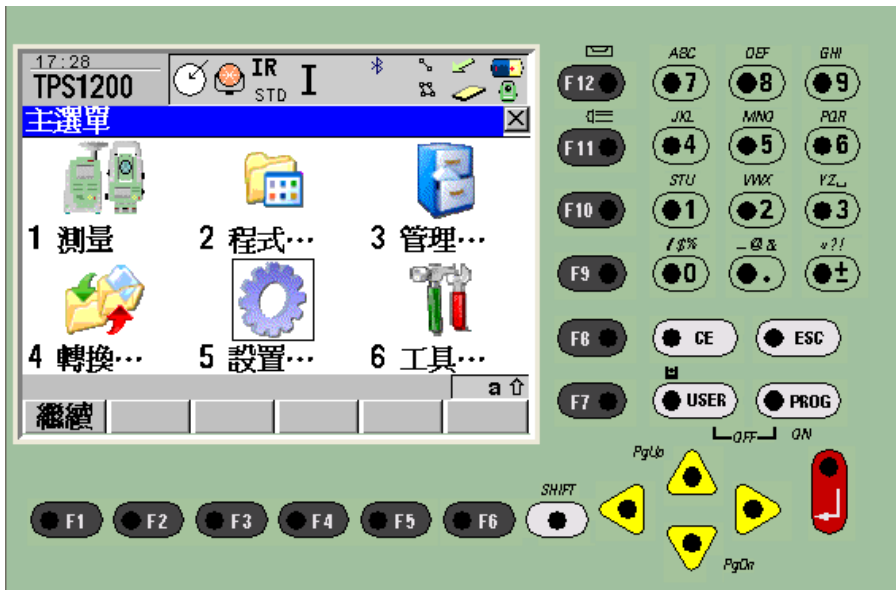 17:28
TPS1200
IR
STD
I
主選單
1 測量
2 程式…
3 管理…
4 轉換…
5 設置…
6 工具…
a ⇧
繼續
F12
ABC
7
DEF
8
GHI
9
F11
JKL
4
MNO
5
PQR
6
F10
STU
1
VWX
2
YZ␣
3
F9
/$%
0
_@&
.
*?!
±
F8
CE
ESC
F7
USER
PROG
OFF
ON
PgUp
F1
F2
F3
F4
F5
F6
SHIFT
PgDn